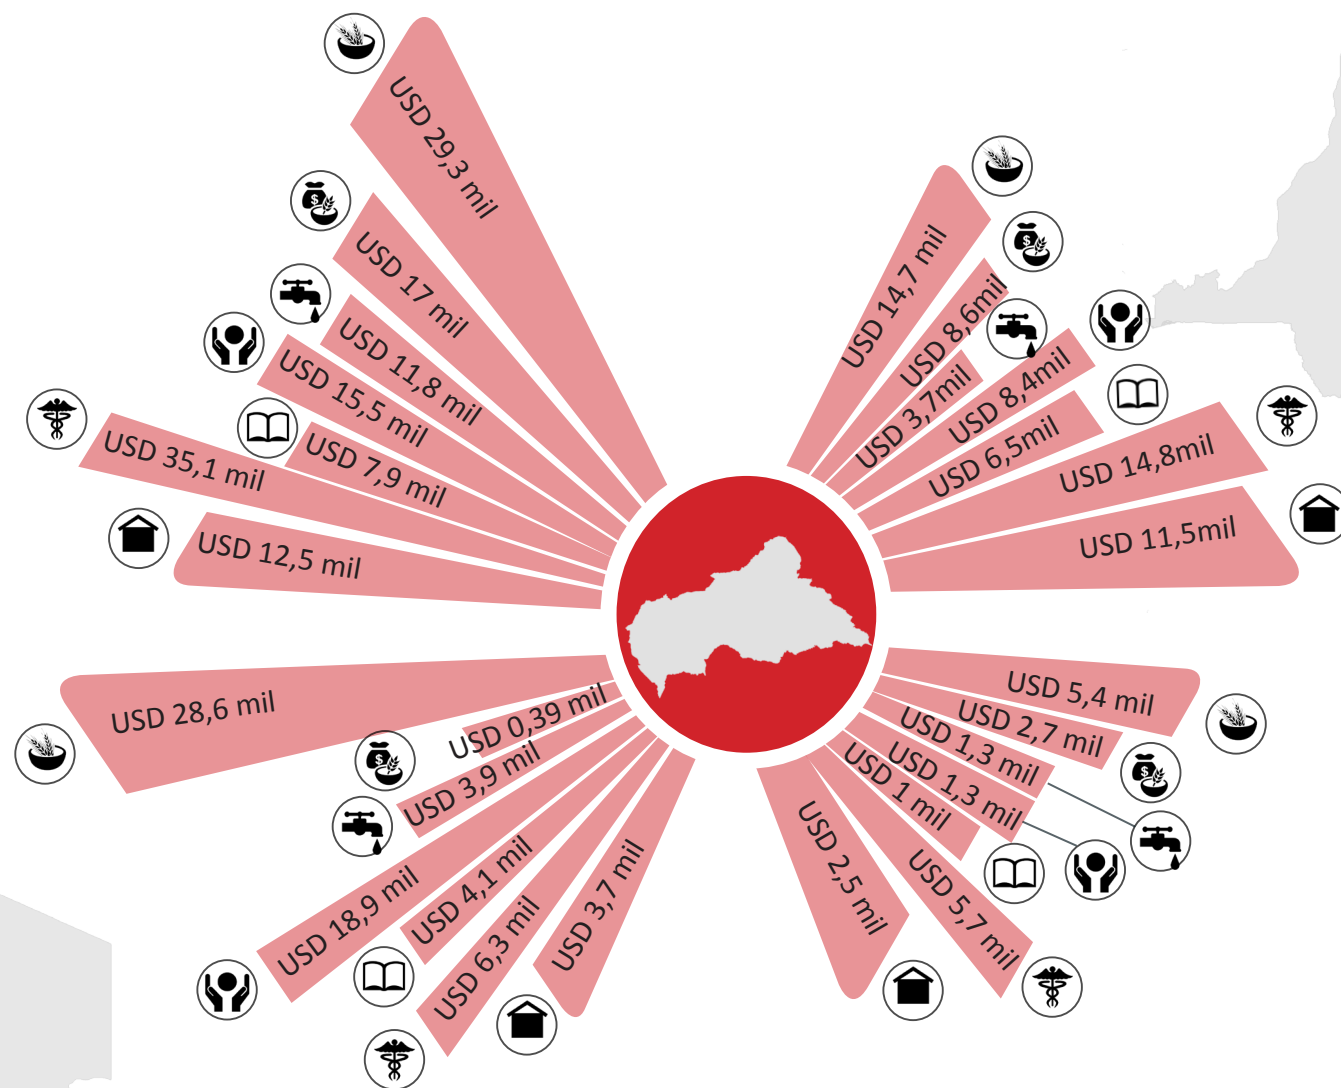 USD 29,3 mil
USD 17 mil
USD 11,8 mil
USD 15,5 mil
USD 7,9 mil
USD 35,1 mil
USD 12,5 mil
USD 14,7 mil
USD 8,6mil
USD 3,7mil
USD 8,4mil
USD 6,5mil
USD 14,8mil
USD 11,5mil
USD 28,6 mil
USD 0,39 mil
USD 3,9 mil
USD 18,9 mil
USD 4,1 mil
USD 6,3 mil
USD 3,7 mil
USD 5,4 mil
USD 2,7 mil
USD 1,3 mil
USD 1,3 mil
USD 1 mil
USD 5,7 mil
USD 2,5 mil